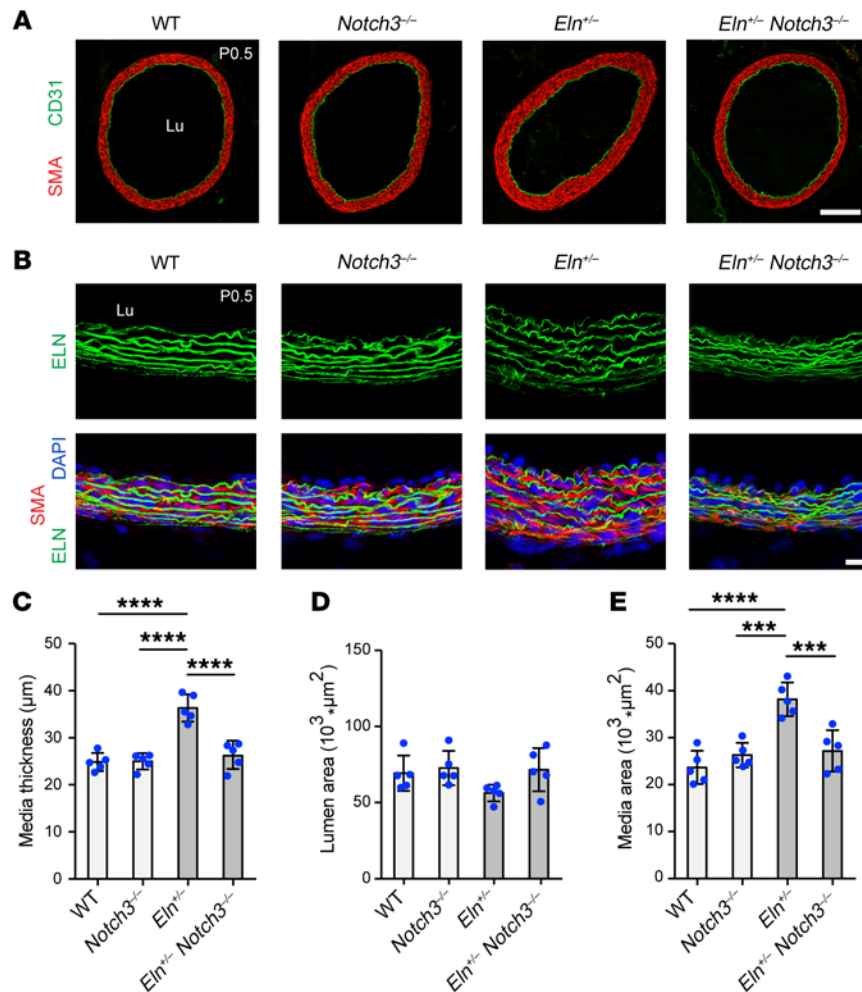 A
WT
Notch3–/–
Eln+/–
Eln+/– Notch3–/–
P0.5
Lu
SMA CD31
B
WT
Notch3–/–
Eln+/–
Eln+/– Notch3–/–
P0.5
Lu
ELN
ELN SMA DAPI
C
****
****
****
Media thickness (µm)
50
40
30
20
10
0
WT
Notch3–/–
Eln+/–
Eln+/– Notch3–/–
D
Lumen area (10³*µm²)
150
100
50
0
WT
Notch3–/–
Eln+/–
Eln+/– Notch3–/–
E
****
***
***
Media area (10³*µm²)
50
40
30
20
10
0
WT
Notch3–/–
Eln+/–
Eln+/– Notch3–/–